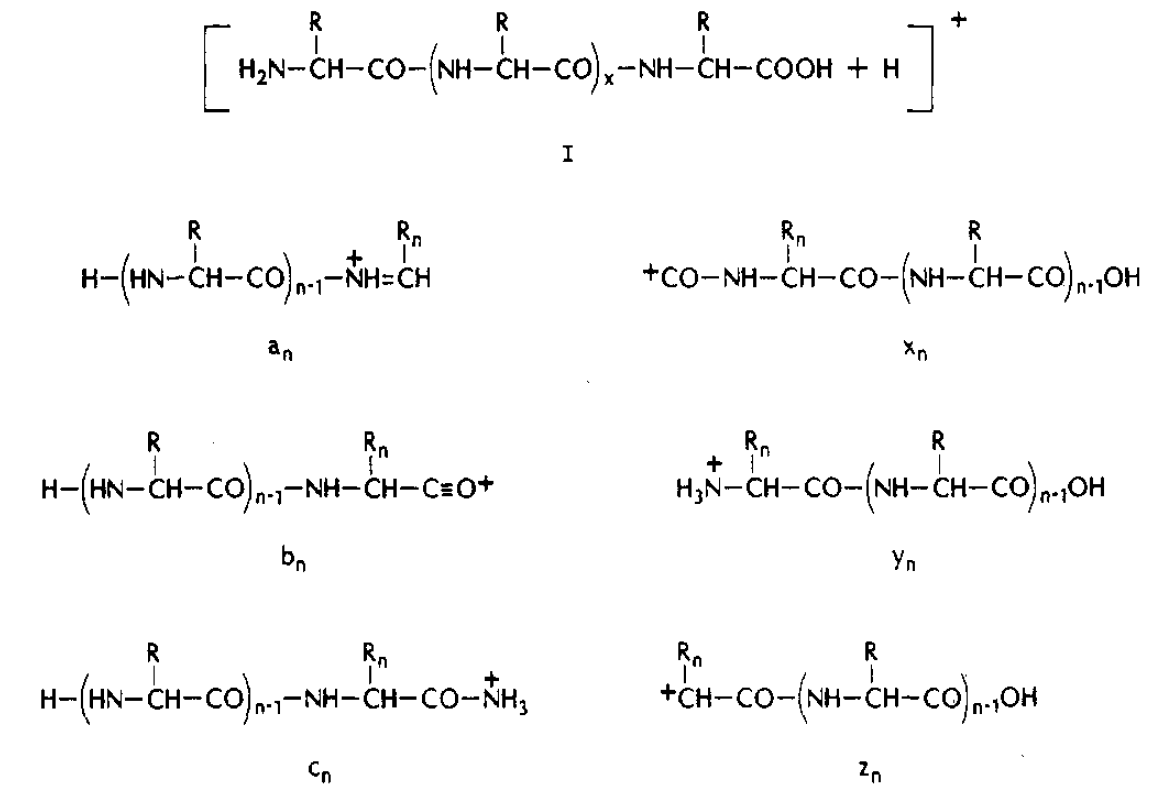 R R R
[ H₂N–CH–CO–(NH–CH–CO)ₓ–NH–CH–COOH + H ]⁺
I
R Rₙ
H–(HN–CH–CO)ₙ₋₁–N⁺H=CH
aₙ
Rₙ R
⁺CO–NH–CH–CO–(NH–CH–CO)ₙ₋₁OH
xₙ
R Rₙ
H–(HN–CH–CO)ₙ₋₁–NH–CH–C≡O⁺
bₙ
Rₙ R
H₃N⁺–CH–CO–(NH–CH–CO)ₙ₋₁OH
yₙ
R Rₙ
H–(HN–CH–CO)ₙ₋₁–NH–CH–CO–N⁺H₃
cₙ
Rₙ R
⁺CH–CO–(NH–CH–CO)ₙ₋₁OH
zₙ